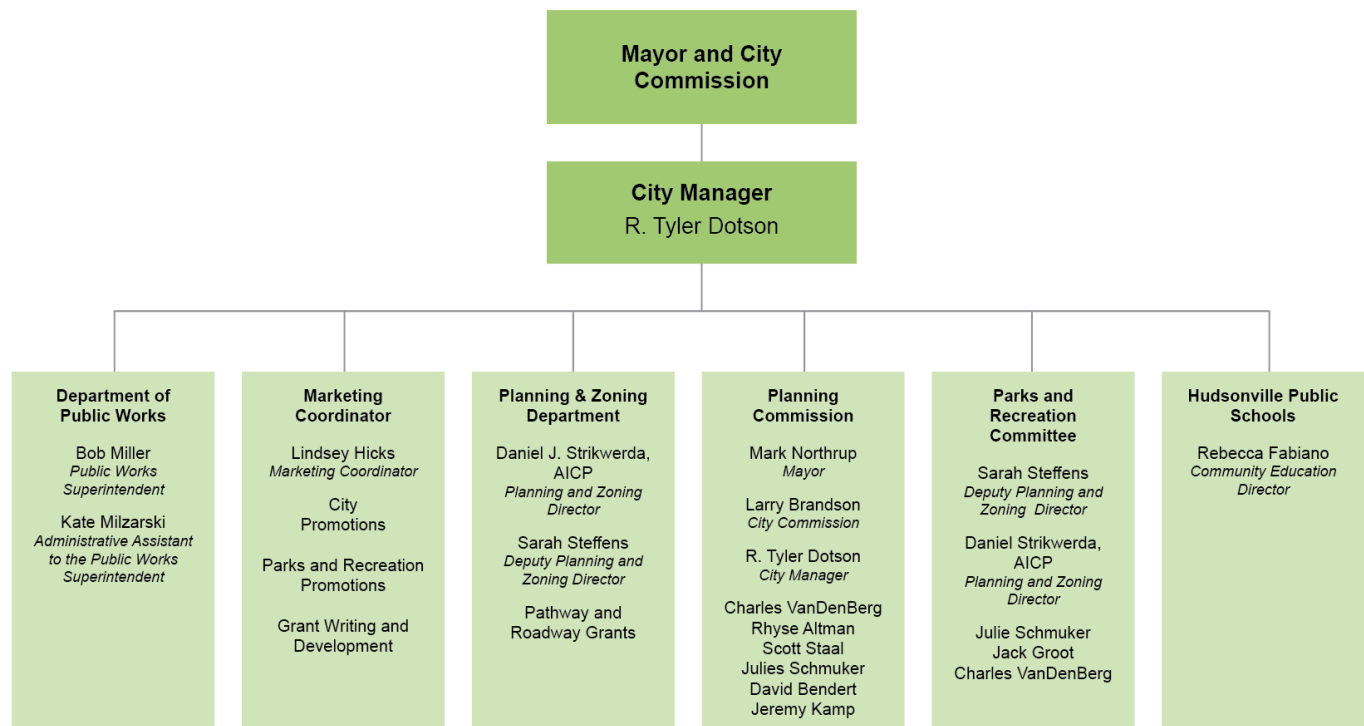 Mayor and City
Commission
City Manager
R. Tyler Dotson
Department of
Public Works
Bob Miller
Public Works
Superintendent
Kate Milzarski
Administrative Assistant
to the Public Works
Superintendent
Marketing
Coordinator
Lindsey Hicks
Marketing Coordinator
City
Promotions
Parks and Recreation
Promotions
Grant Writing and
Development
Planning & Zoning
Department
Daniel J. Strikwerda,
AICP
Planning and Zoning
Director
Sarah Steffens
Deputy Planning and
Zoning Director
Pathway and
Roadway Grants
Planning
Commission
Mark Northrup
Mayor
Larry Brandson
City Commission
R. Tyler Dotson
City Manager
Charles VanDenBerg
Rhyse Altman
Scott Staal
Julies Schmuker
David Bendert
Jeremy Kamp
Parks and
Recreation
Committee
Sarah Steffens
Deputy Planning and
Zoning Director
Daniel Strikwerda,
AICP
Planning and Zoning
Director
Julie Schmuker
Jack Groot
Charles VanDenBerg
Hudsonville Public
Schools
Rebecca Fabiano
Community Education
Director